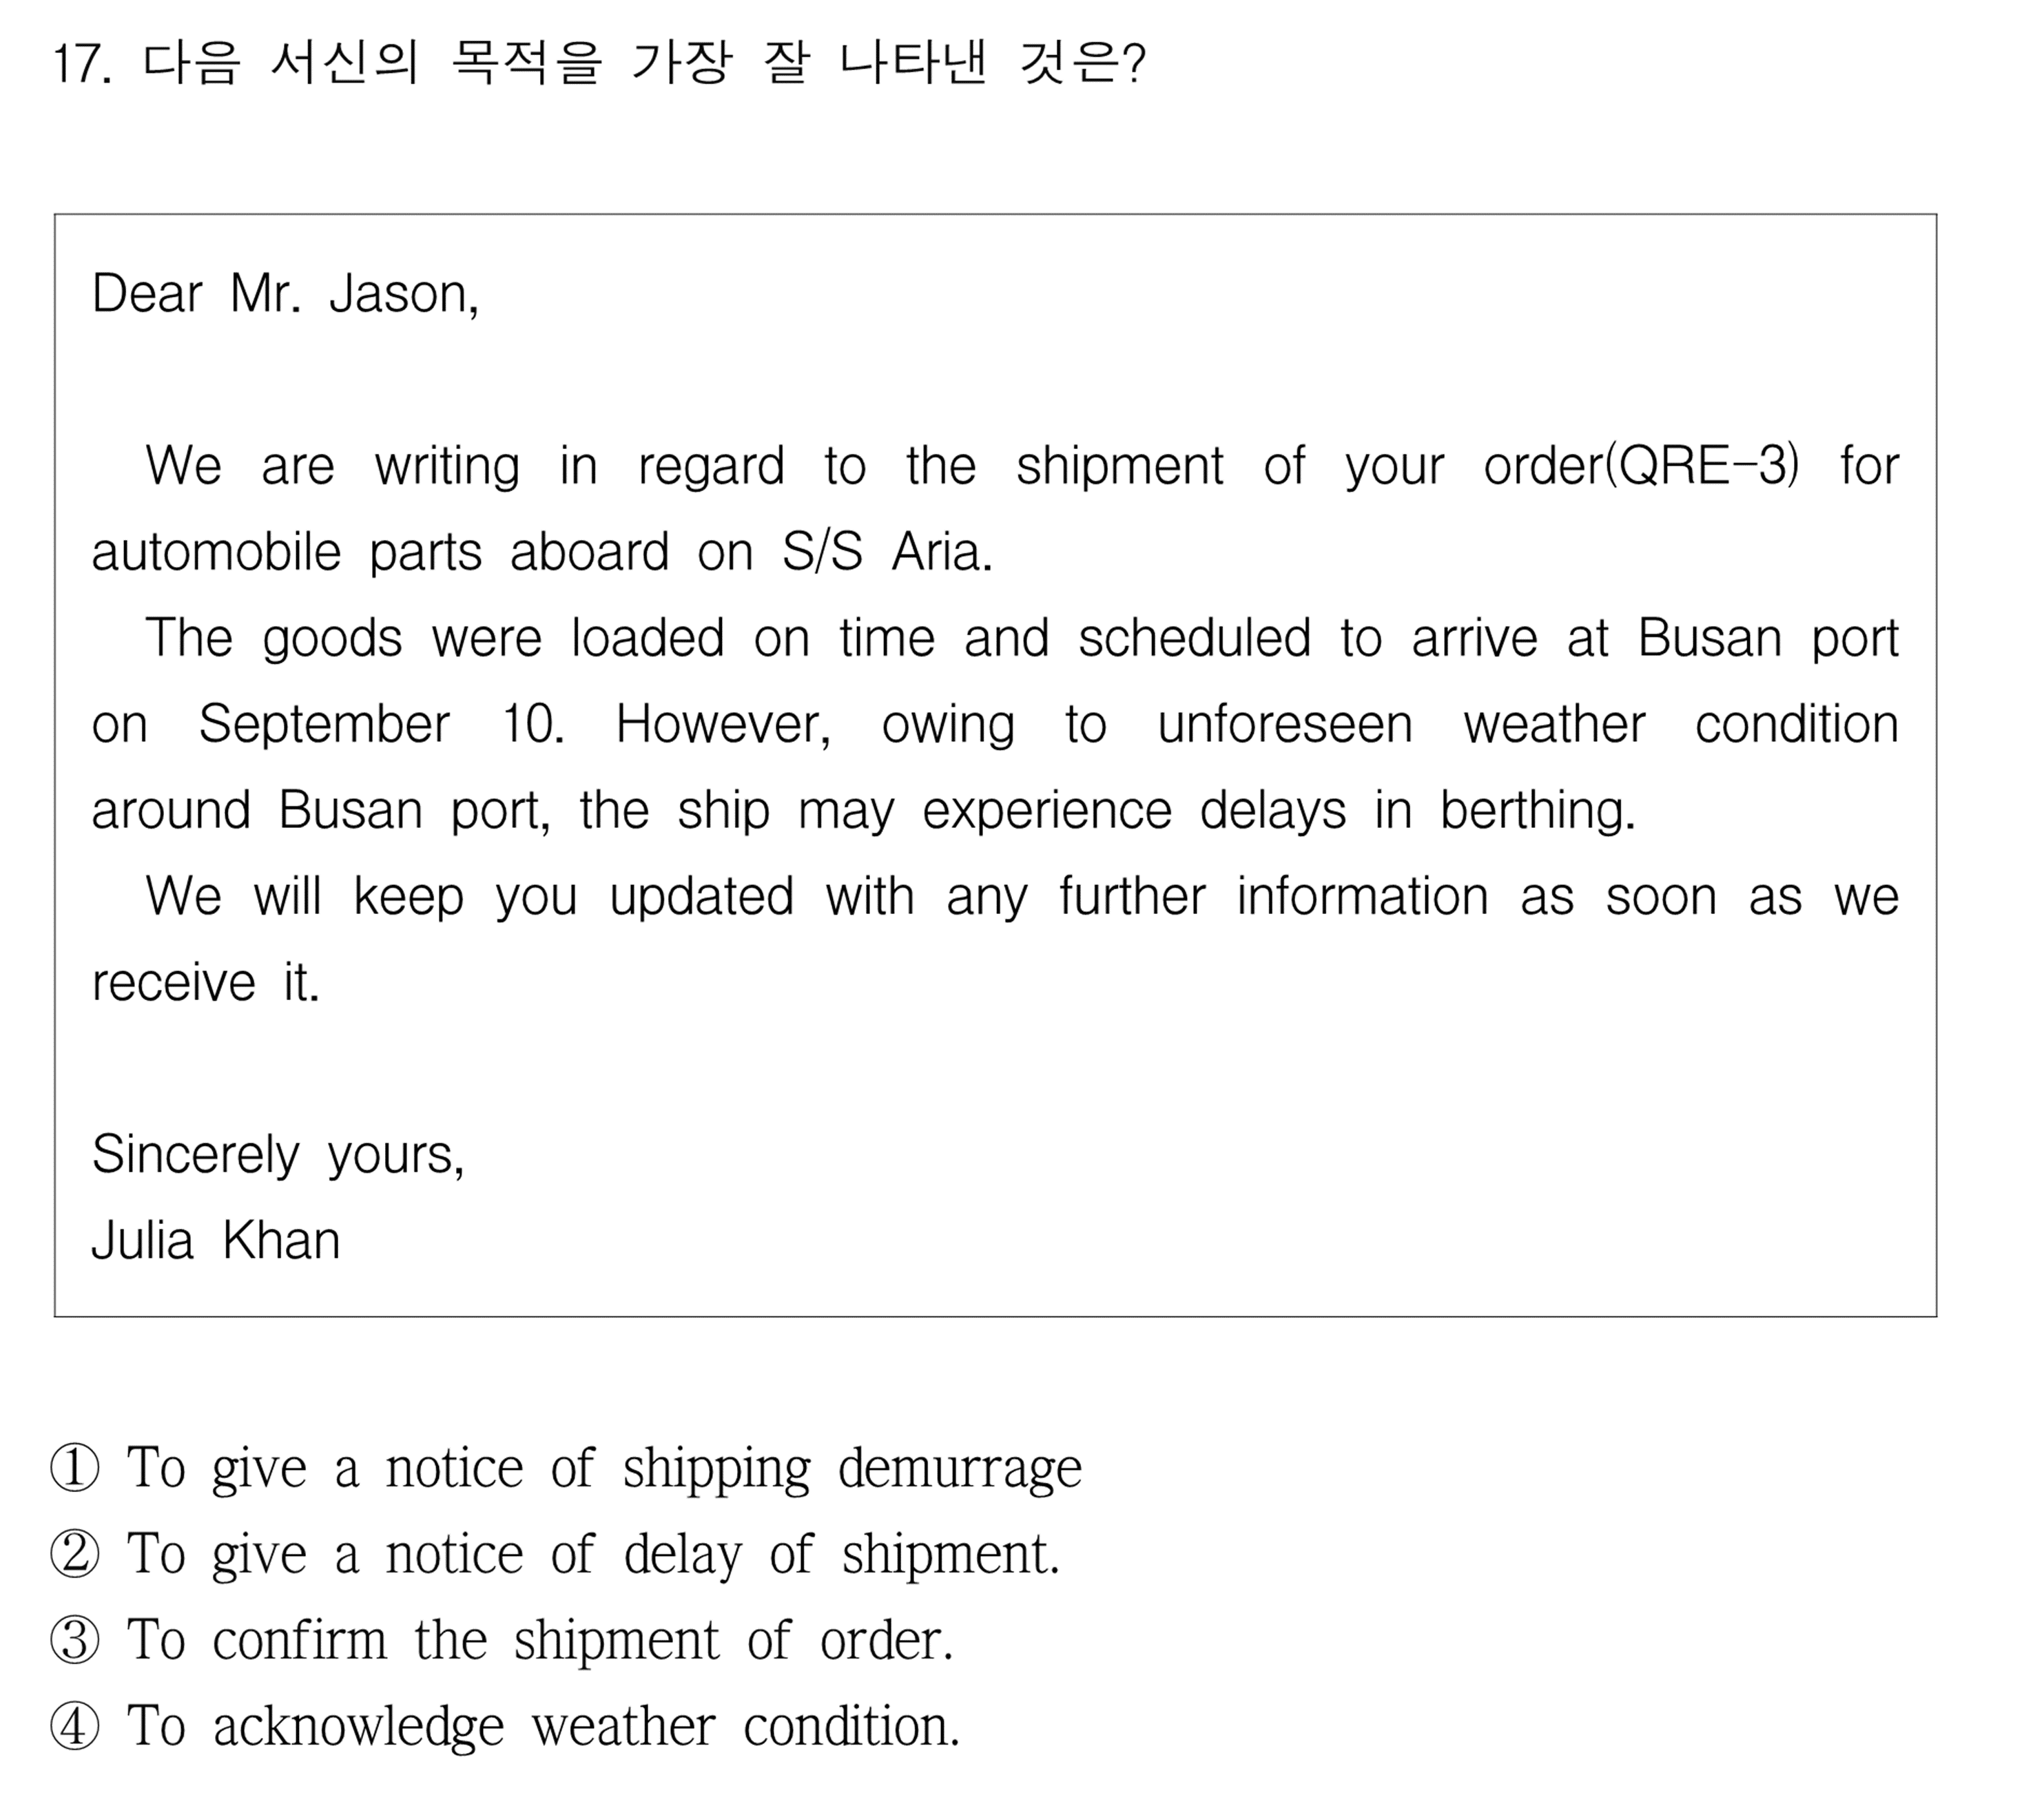 17. 다음 서신의 목적을 가장 잘 나타낸 것은?
Dear Mr. Jason,
We are writing in regard to the shipment of your order(QRE-3) for
automobile parts aboard on S/S Aria.
The goods were loaded on time and scheduled to arrive at Busan port
on September 10. However, owing to unforeseen weather condition
around Busan port, the ship may experience delays in berthing.
We will keep you updated with any further information as soon as we
receive it.
Sincerely yours,
Julia Khan
① To give a notice of shipping demurrage
② To give a notice of delay of shipment.
③ To confirm the shipment of order.
④ To acknowledge weather condition.